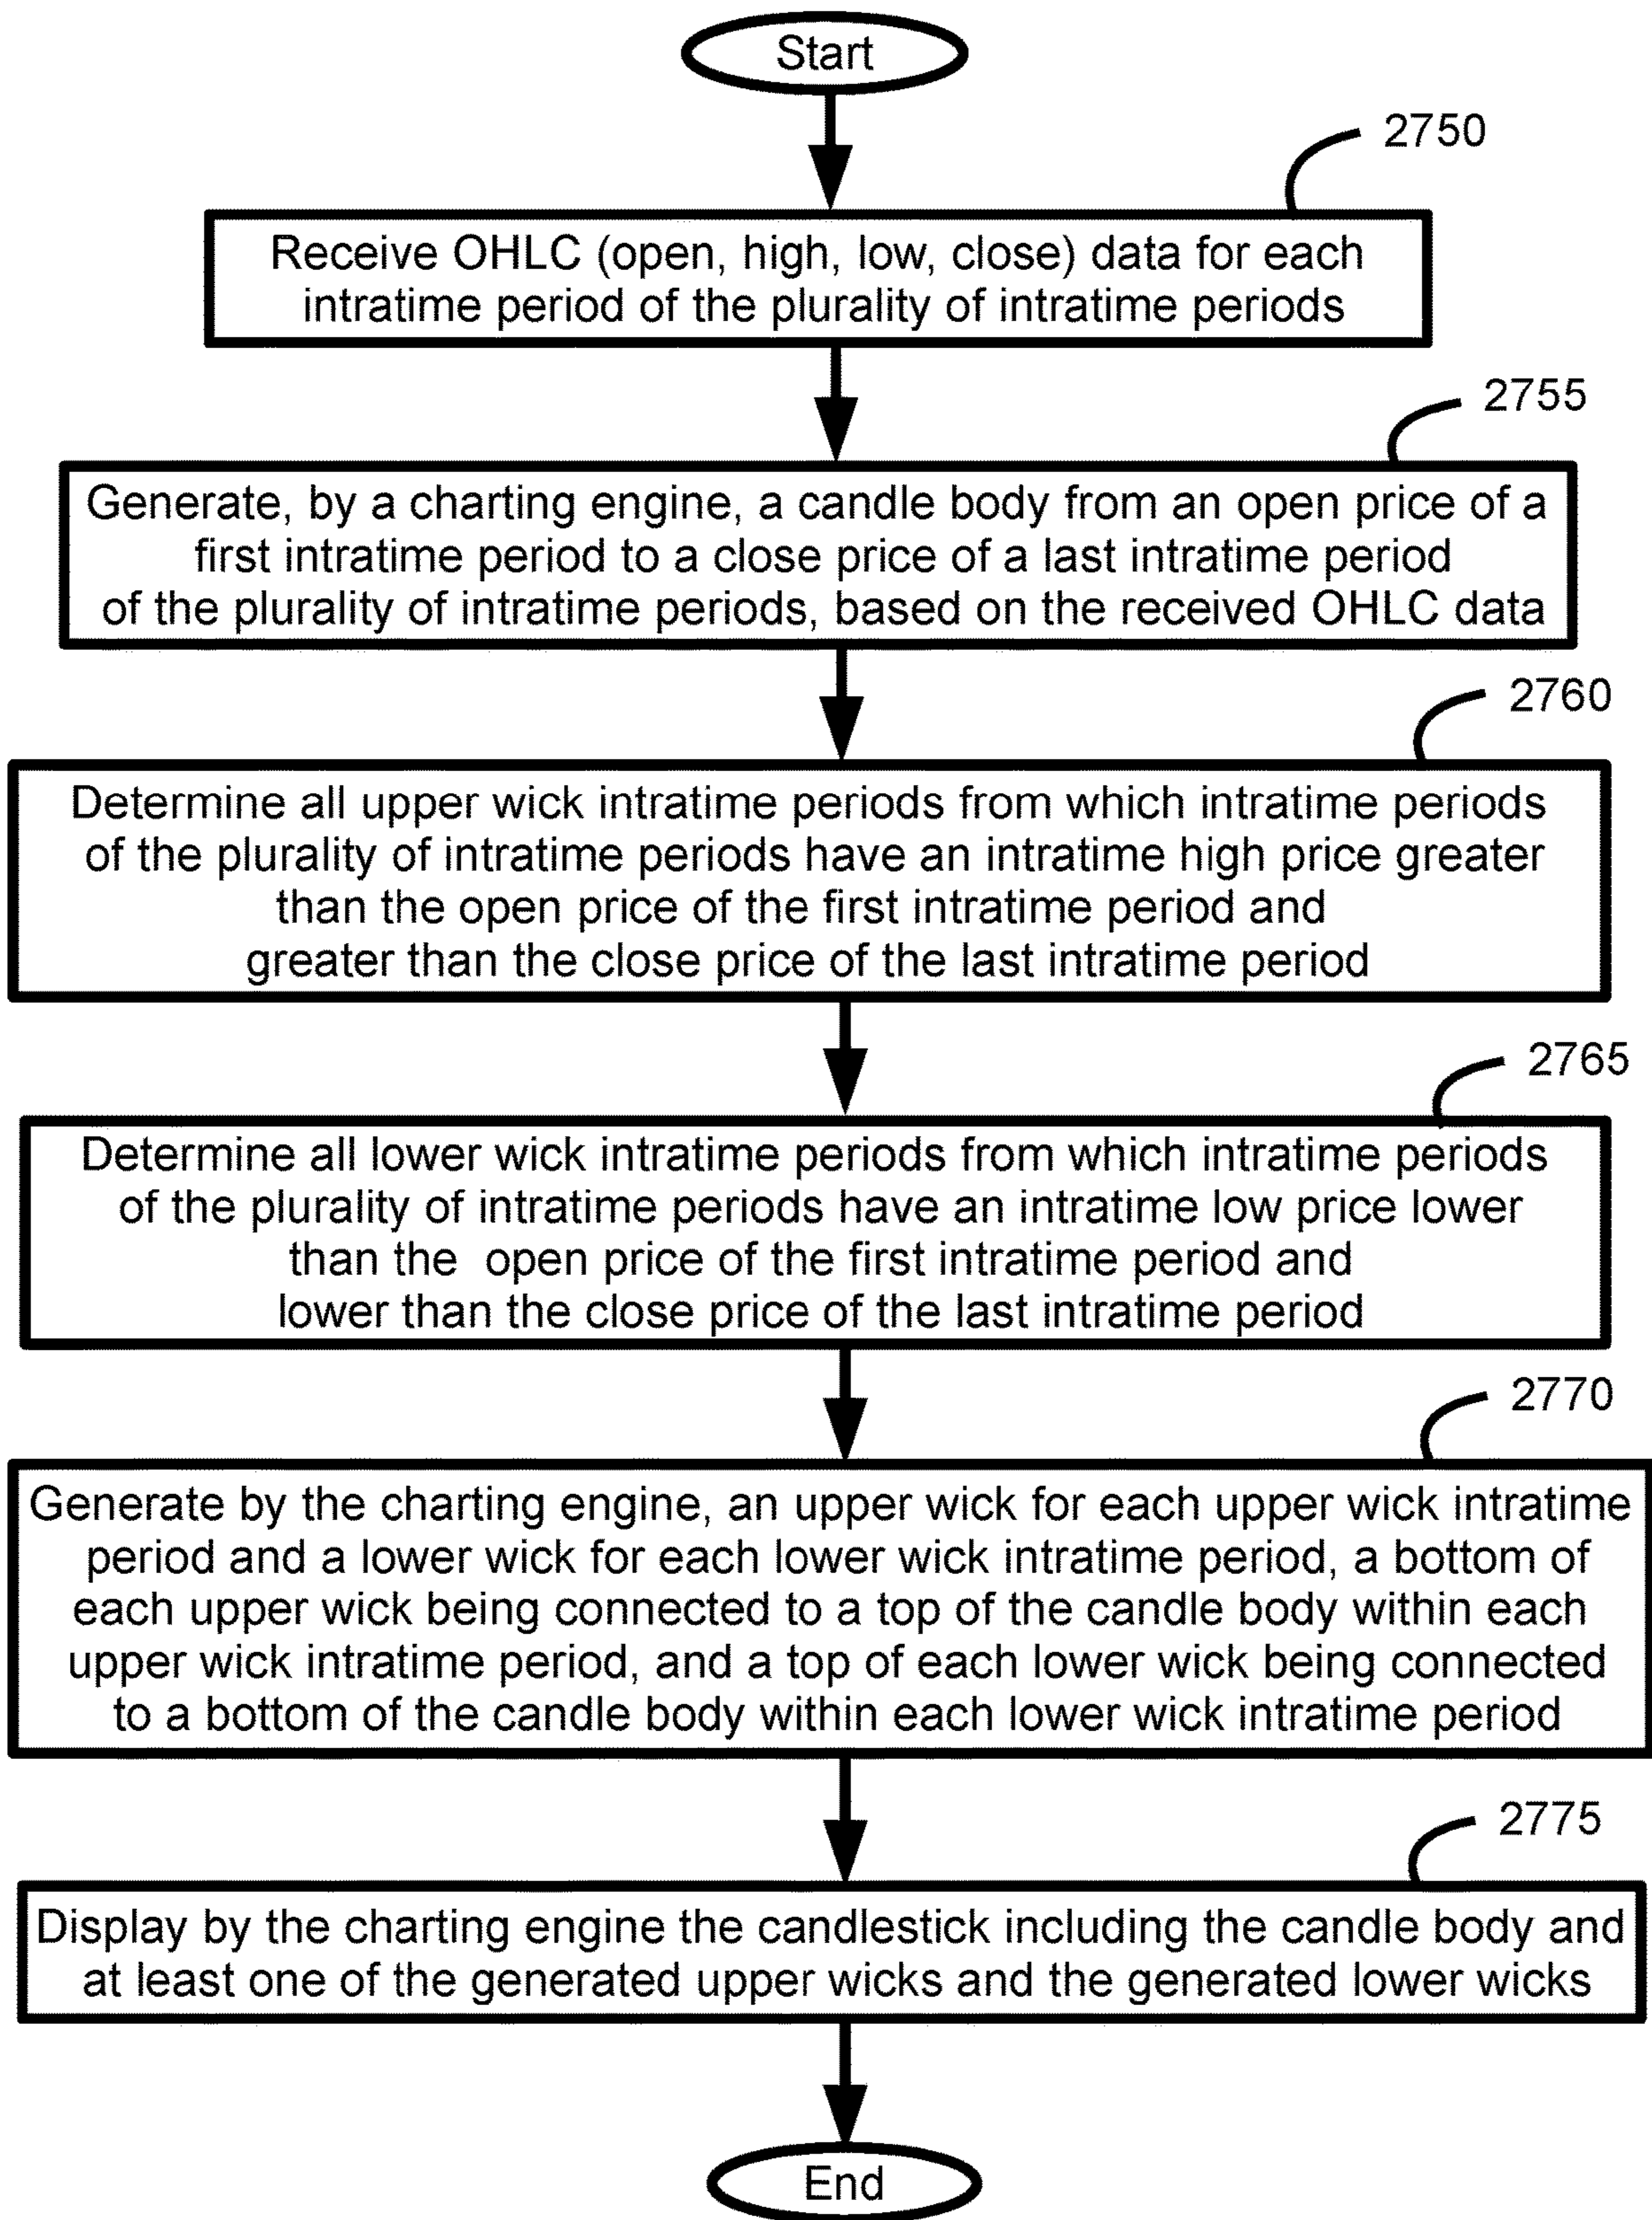 Start
2750
Receive OHLC (open, high, low, close) data for each
intratime period of the plurality of intratime periods
2755
Generate, by a charting engine, a candle body from an open price of a
first intratime period to a close price of a last intratime period
of the plurality of intratime periods, based on the received OHLC data
2760
Determine all upper wick intratime periods from which intratime periods
of the plurality of intratime periods have an intratime high price greater
than the open price of the first intratime period and
greater than the close price of the last intratime period
2765
Determine all lower wick intratime periods from which intratime periods
of the plurality of intratime periods have an intratime low price lower
than the open price of the first intratime period and
lower than the close price of the last intratime period
2770
Generate by the charting engine, an upper wick for each upper wick intratime
period and a lower wick for each lower wick intratime period, a bottom of
each upper wick being connected to a top of the candle body within each
upper wick intratime period, and a top of each lower wick being connected
to a bottom of the candle body within each lower wick intratime period
2775
Display by the charting engine the candlestick including the candle body and
at least one of the generated upper wicks and the generated lower wicks
End